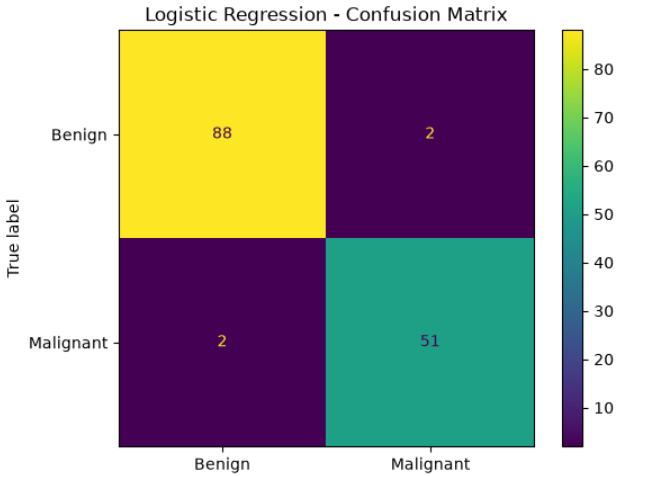 Logistic Regression - Confusion Matrix
True label
Benign
88
2
Malignant
2
51
Benign
Malignant
80
70
60
50
40
30
20
10